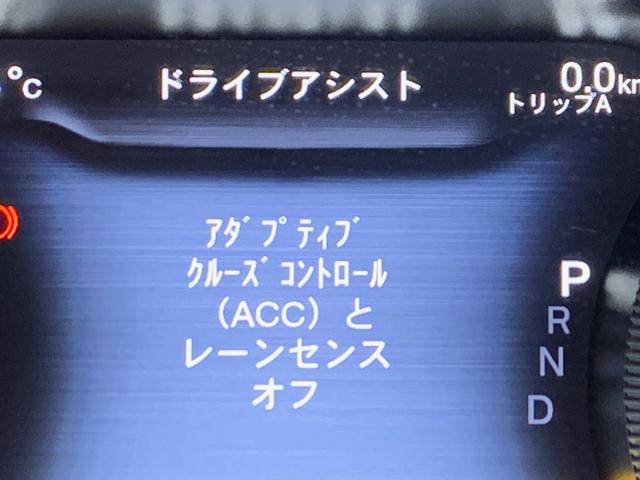 °C ドライブアシスト 0.0km
トリップA
ｱﾀﾞﾌﾟﾃｨﾌﾞ
ｸﾙｰｽﾞｺﾝﾄﾛｰﾙ
（ACC）と
レーンセンス
オフ
P
R
N
D